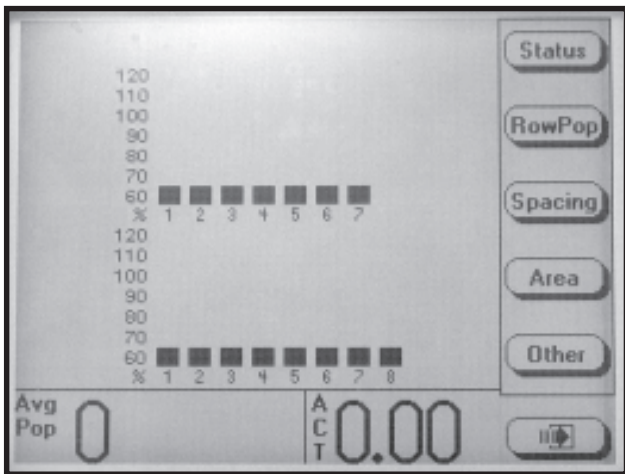 120
110
100
90
80
70
60
% 1 2 3 4 5 6 7
120
110
100
90
80
70
60
% 1 2 3 4 5 6 7 8
Avg
Pop 0
ACT 0.00
Status
RowPop
Spacing
Area
Other